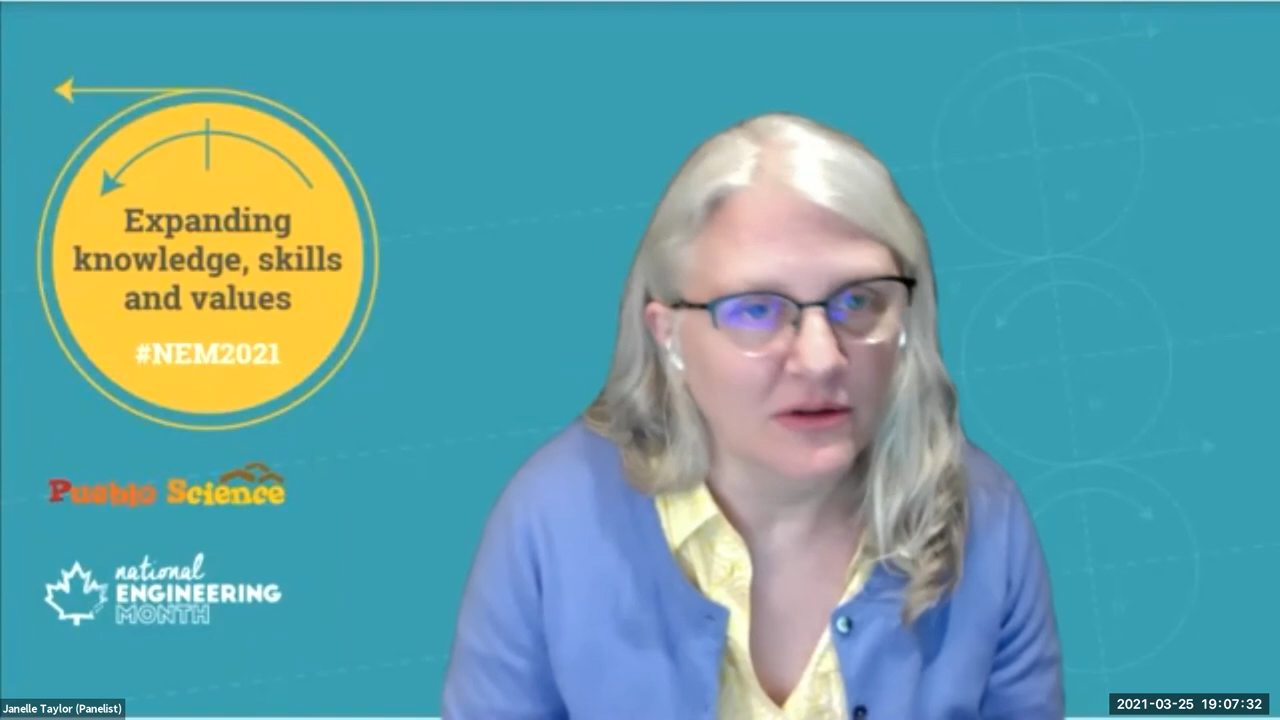 Expanding
knowledge, skills
and values
#NEM2021
Pueblo Science
national
ENGINEERING
MONTH
Janelle Taylor (Panelist)
2021-03-25 19:07:32